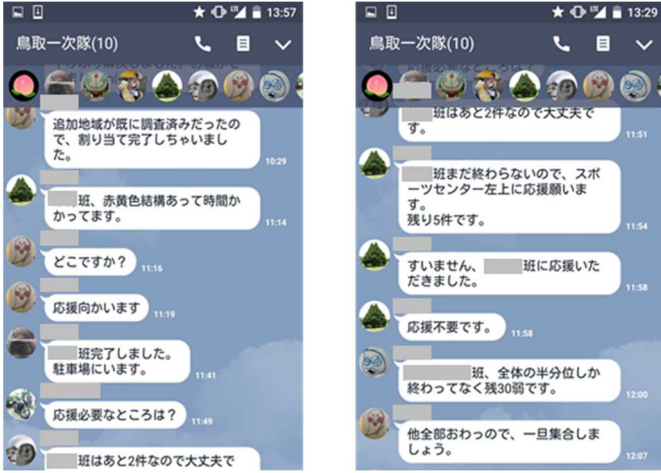 13:57
鳥取一次隊(10)
追加地域が既に調査済みだったの
で、割り当て完了しちゃいまし
た。
10:29
班、赤黄色結構あって時間か
かってます。
11:14
どこですか?
11:16
応援向かいます
11:19
班完了しました。
駐車場にいます。
11:41
応援必要なところは?
11:49
班はあと2件なので大丈夫で
13:29
鳥取一次隊(10)
班はあと2件なので大丈夫で
す。
11:51
班まだ終わらないので、スポ
ーツセンター左上に応援願いま
す。
残り5件です。
11:54
すいません、班に応援いた
だきました。
11:58
応援不要です。
11:58
班、全体の半分位しか
終わってなく残30弱です。
12:00
他全部おわっので、一旦集合しま
しょう。
12:07